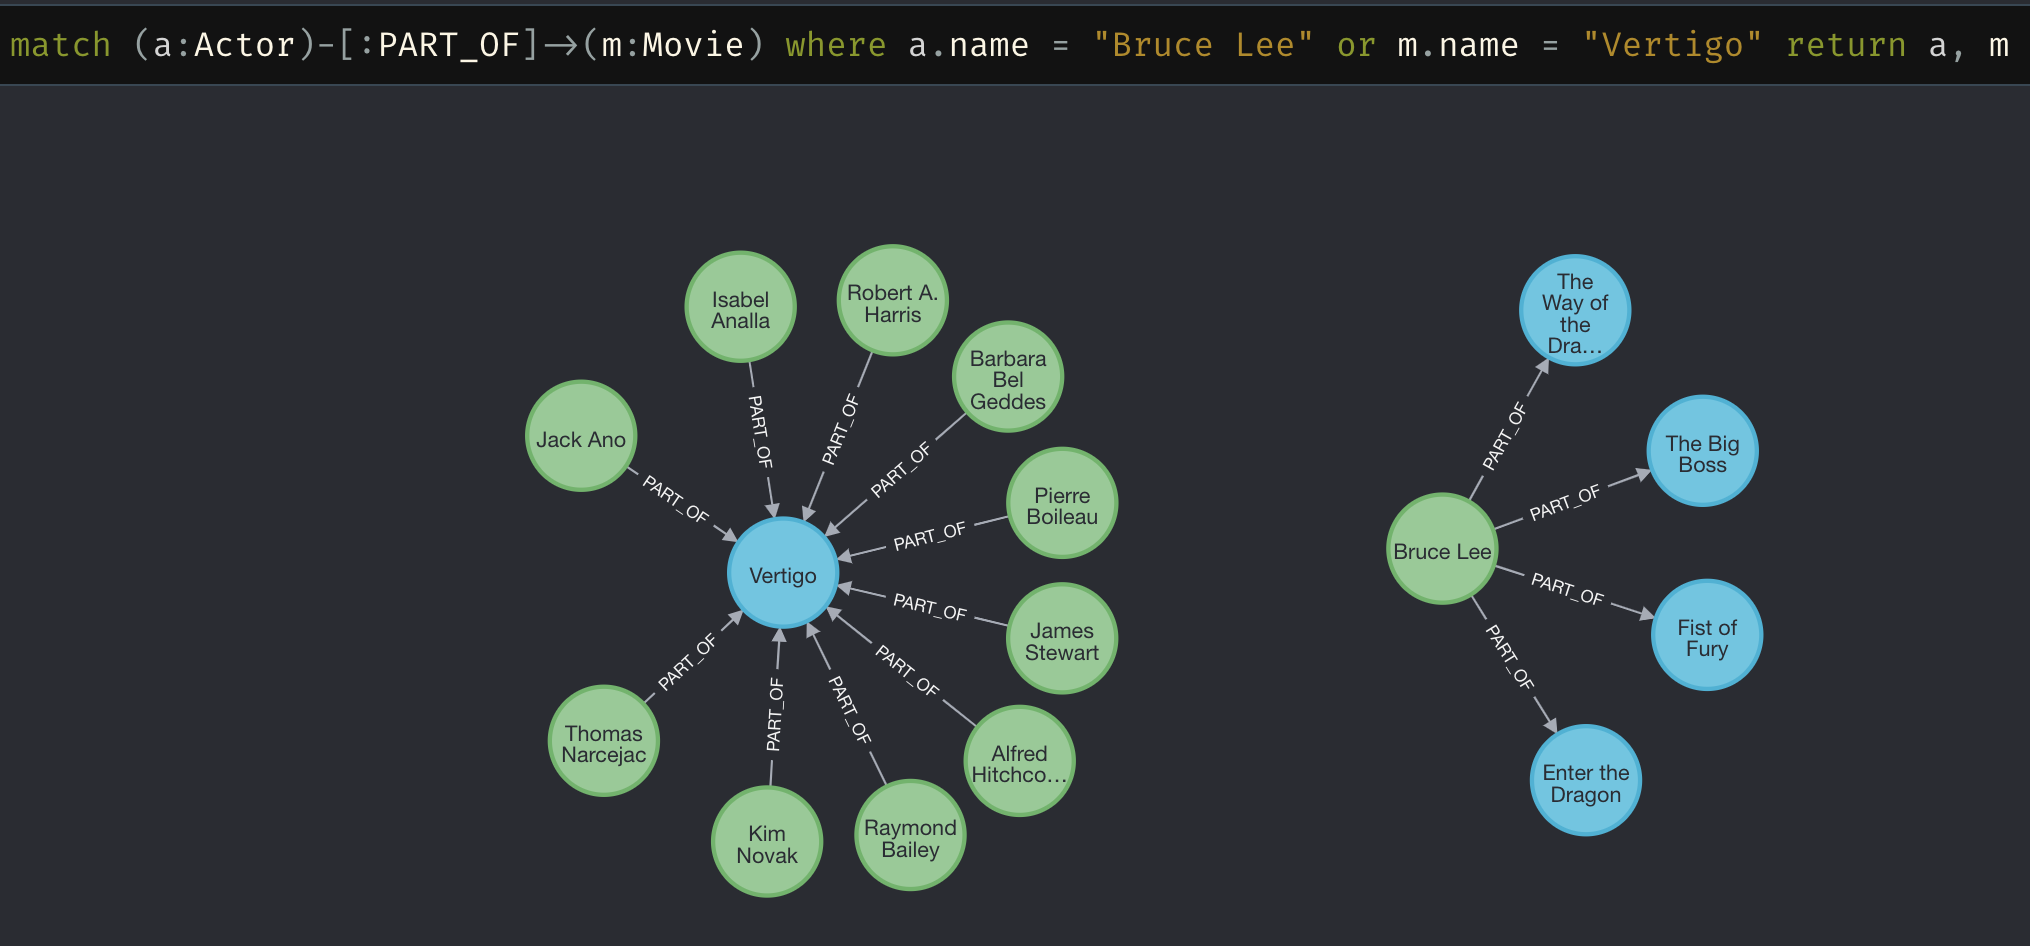 match (a:Actor)-[:PART_OF]->(m:Movie) where a.name = "Bruce Lee" or m.name = "Vertigo" return a, m
Isabel
Analla
Robert A.
Harris
Barbara
Bel
Geddes
Jack Ano
Pierre
Boileau
Vertigo
James
Stewart
Thomas
Narcejac
Alfred
Hitchco...
Kim
Novak
Raymond
Bailey
PART_OF
PART_OF
PART_OF
PART_OF
PART_OF
PART_OF
PART_OF
PART_OF
PART_OF
PART_OF
The
Way of
the
Dra...
The Big
Boss
Bruce Lee
Fist of
Fury
Enter the
Dragon
PART_OF
PART_OF
PART_OF
PART_OF